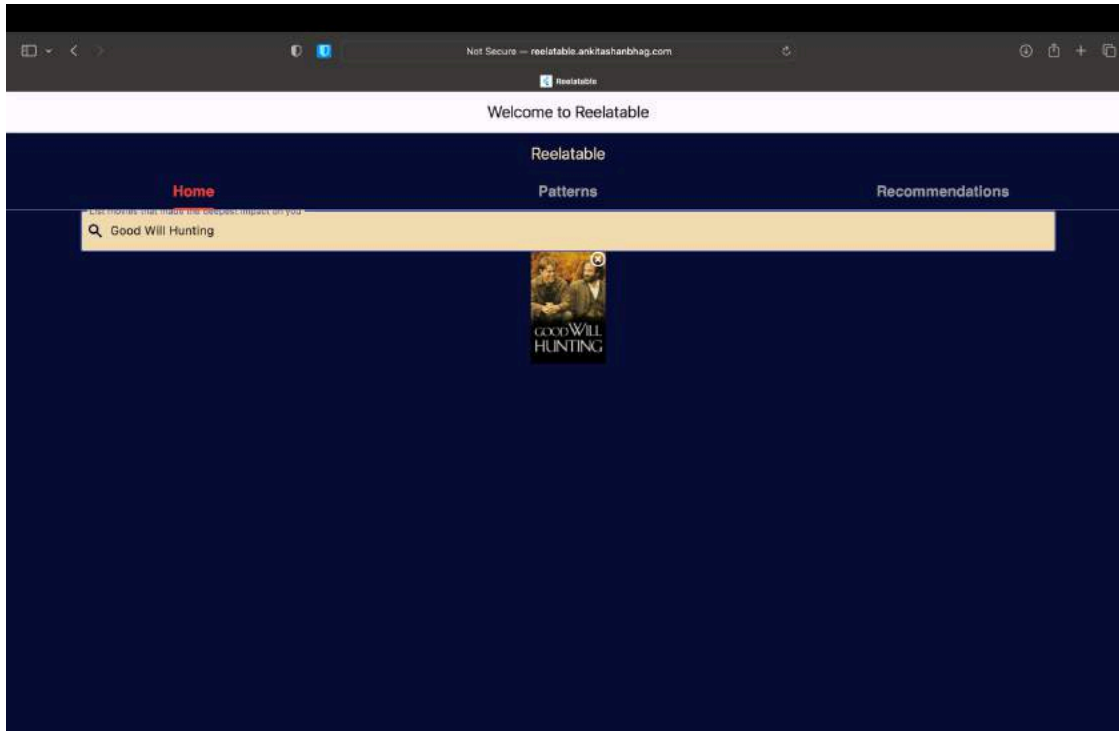 Not Secure — reelatable.ankitashanbhag.com
Reelatable
Welcome to Reelatable
Reelatable
Home Patterns Recommendations
List movies that made the deepest impact on you
Good Will Hunting
GOOD WILL
HUNTING